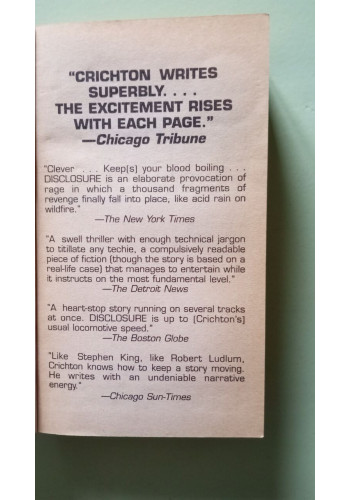 "CRICHTON WRITES
SUPERBLY. . . .
THE EXCITEMENT RISES
WITH EACH PAGE."
—Chicago Tribune
"Clever . . . Keep[s] your blood boiling . . .
DISCLOSURE is an elaborate provocation of
rage in which a thousand fragments of
revenge finally fall into place, like acid rain on
wildfire."
—The New York Times
"A swell thriller with enough technical jargon
to titillate any techie, a compulsively readable
piece of fiction (though the story is based on a
real-life case) that manages to entertain while
it instructs on the most fundamental level."
—The Detroit News
"A heart-stop story running on several tracks
at once. DISCLOSURE is up to [Crichton's]
usual locomotive speed."
—The Boston Globe
"Like Stephen King, like Robert Ludlum,
Crichton knows how to keep a story moving.
He writes with an undeniable narrative
energy."
—Chicago Sun-Times